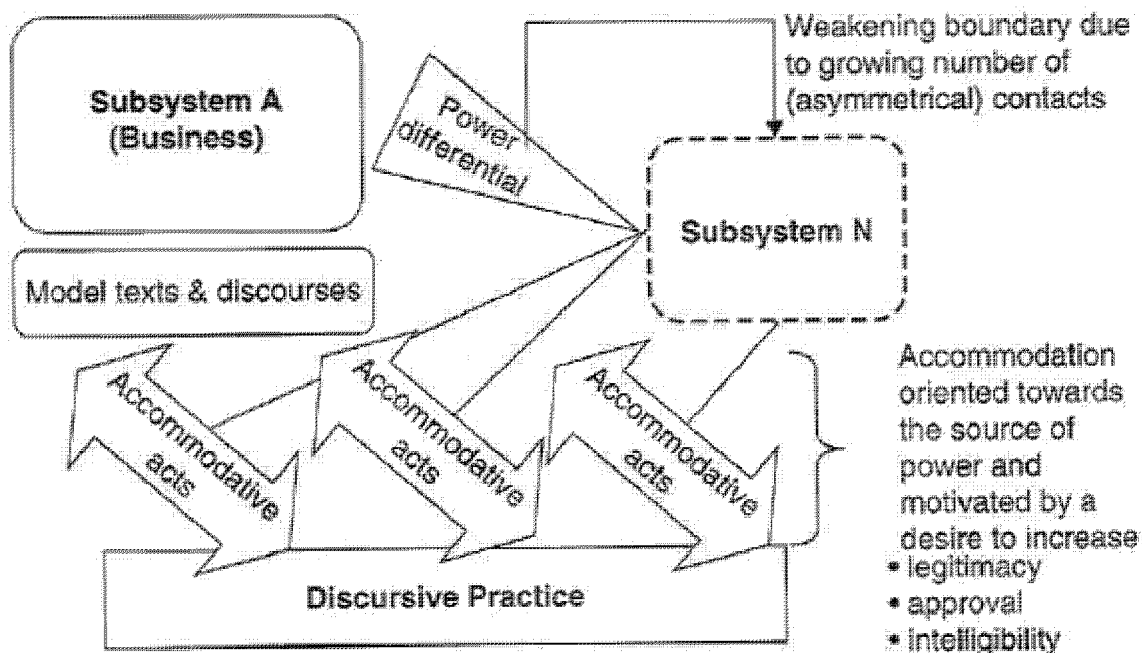 Subsystem A
(Business)
Power
differential
Weakening boundary due
to growing number of
(asymmetrical) contacts
Subsystem N
Model texts & discourses
Accommodative
acts
Accommodative
acts
Accommodative
acts
Accommodation
oriented towards
the source of
power and
motivated by a
desire to increase
• legitimacy
• approval
• intelligibility
Discursive Practice